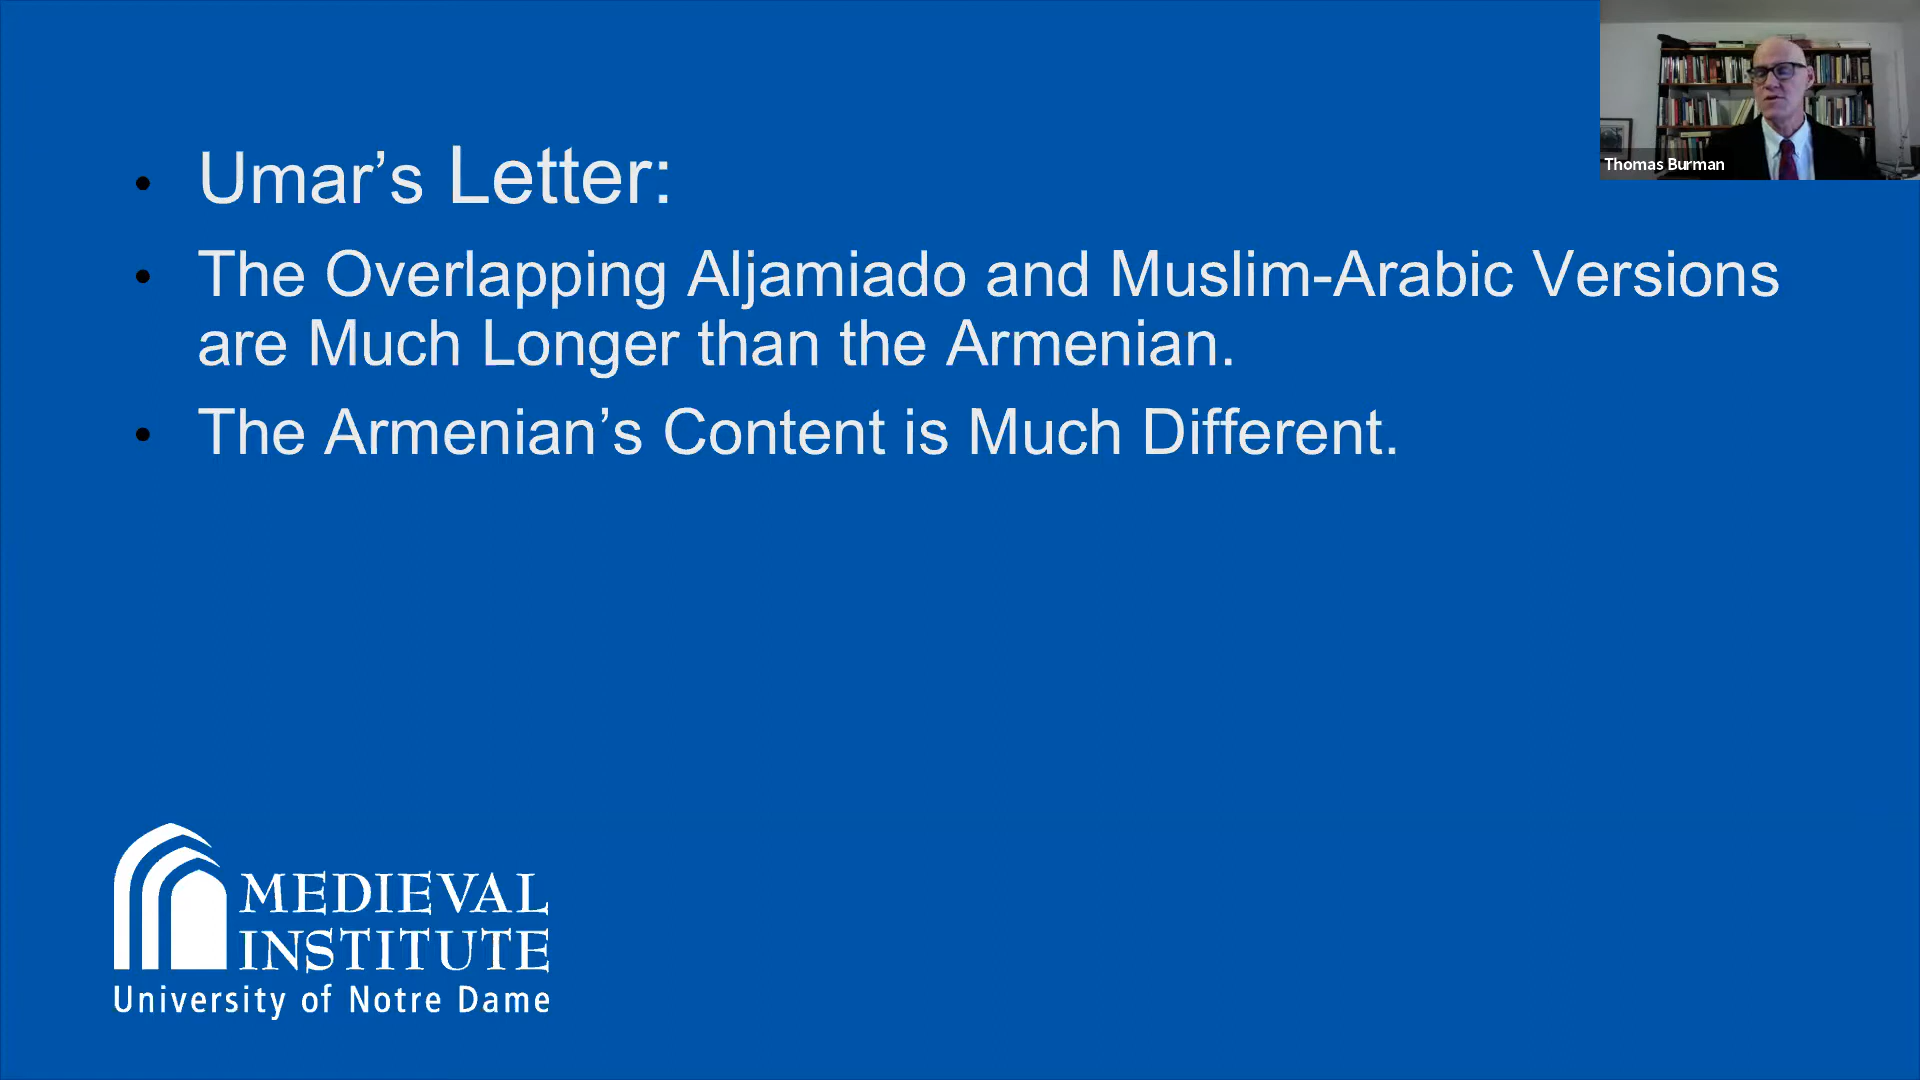 Umar’s Letter:
The Overlapping Aljamiado and Muslim-Arabic Versions
are Much Longer than the Armenian.
The Armenian’s Content is Much Different.
Thomas Burman
MEDIEVAL
INSTITUTE
University of Notre Dame